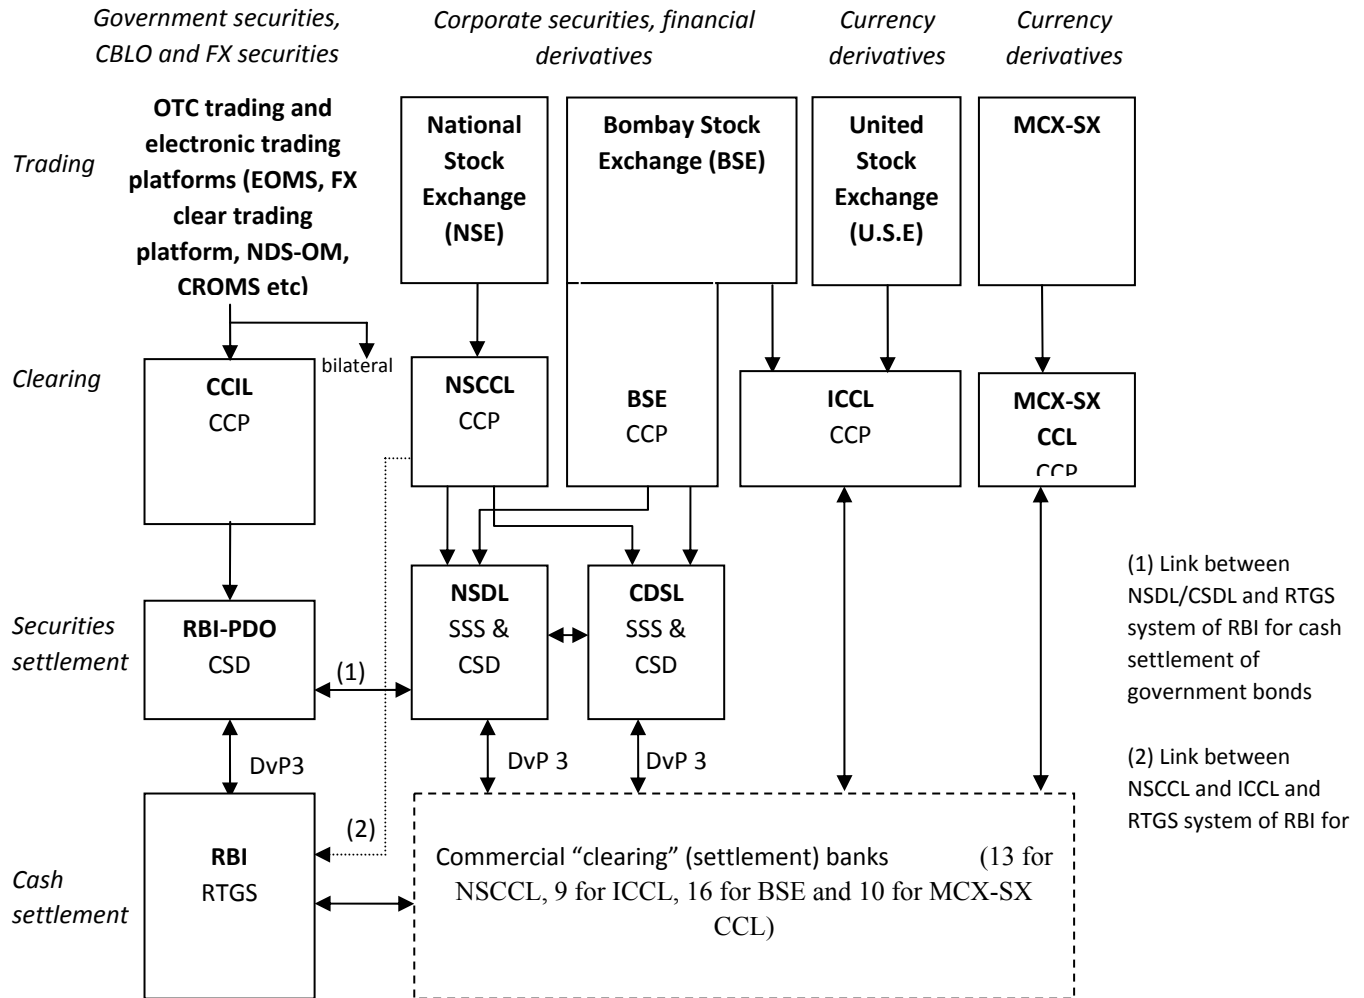 Government securities,
CBLO and FX securities
Corporate securities, financial
derivatives
Currency
derivatives
Currency
derivatives
Trading
OTC trading and
electronic trading
platforms (EOMS, FX
clear trading
platform, NDS-OM,
CROMS etc)
National
Stock
Exchange
(NSE)
Bombay Stock
Exchange (BSE)
United
Stock
Exchange
(U.S.E)
MCX-SX
Clearing
bilateral
CCIL
CCP
NSCCL
CCP
BSE
CCP
ICCL
CCP
MCX-SX
CCL
CCP
Securities
settlement
RBI-PDO
CSD
(1)
NSDL
SSS &
CSD
CDSL
SSS &
CSD
(1) Link between
NSDL/CSDL and RTGS
system of RBI for cash
settlement of
government bonds
DvP3
DvP 3
DvP 3
(2) Link between
NSCCL and ICCL and
RTGS system of RBI for
Cash
settlement
RBI
RTGS
(2)
Commercial “clearing” (settlement) banks (13 for
NSCCL, 9 for ICCL, 16 for BSE and 10 for MCX-SX
CCL)